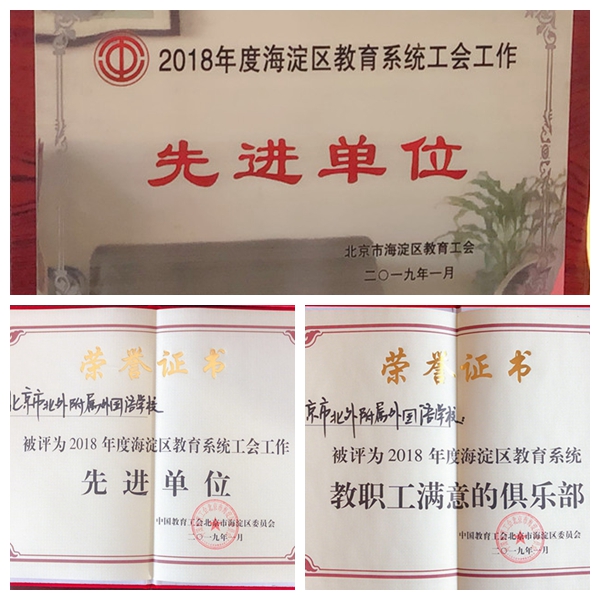 2018年度海淀区教育系统工会工作
先进单位
北京市海淀区教育工会
二〇一九年一月
荣誉证书
北京市北外附属外国语学校
被评为2018年度海淀区教育系统工会工作
先进单位
中国教育工会北京市海淀区委员会
二〇一九年一月
荣誉证书
京市北外附属外国语学校:
被评为2018年度海淀区教育系统
教职工满意的俱乐部
中国教育工会北京市海淀区委员会
二〇一九年一月